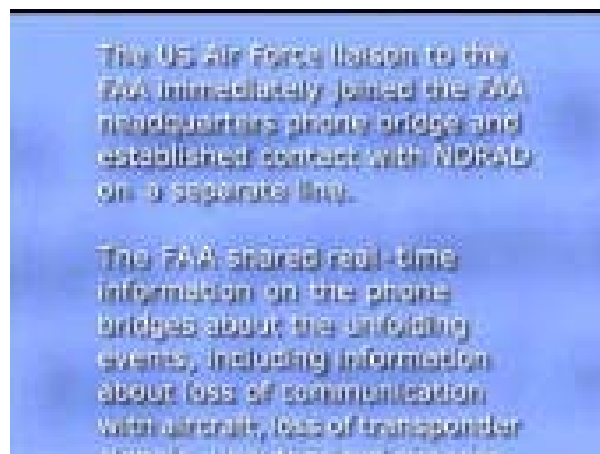 The US Air Force liaison to the
FAA immediately joined the FAA
headquarters phone bridge and
established contact with NORAD
on a separate line.
The FAA shared real-time
information on the phone
bridges about the unfolding
events, including information
about loss of communication
with aircraft, loss of transponder